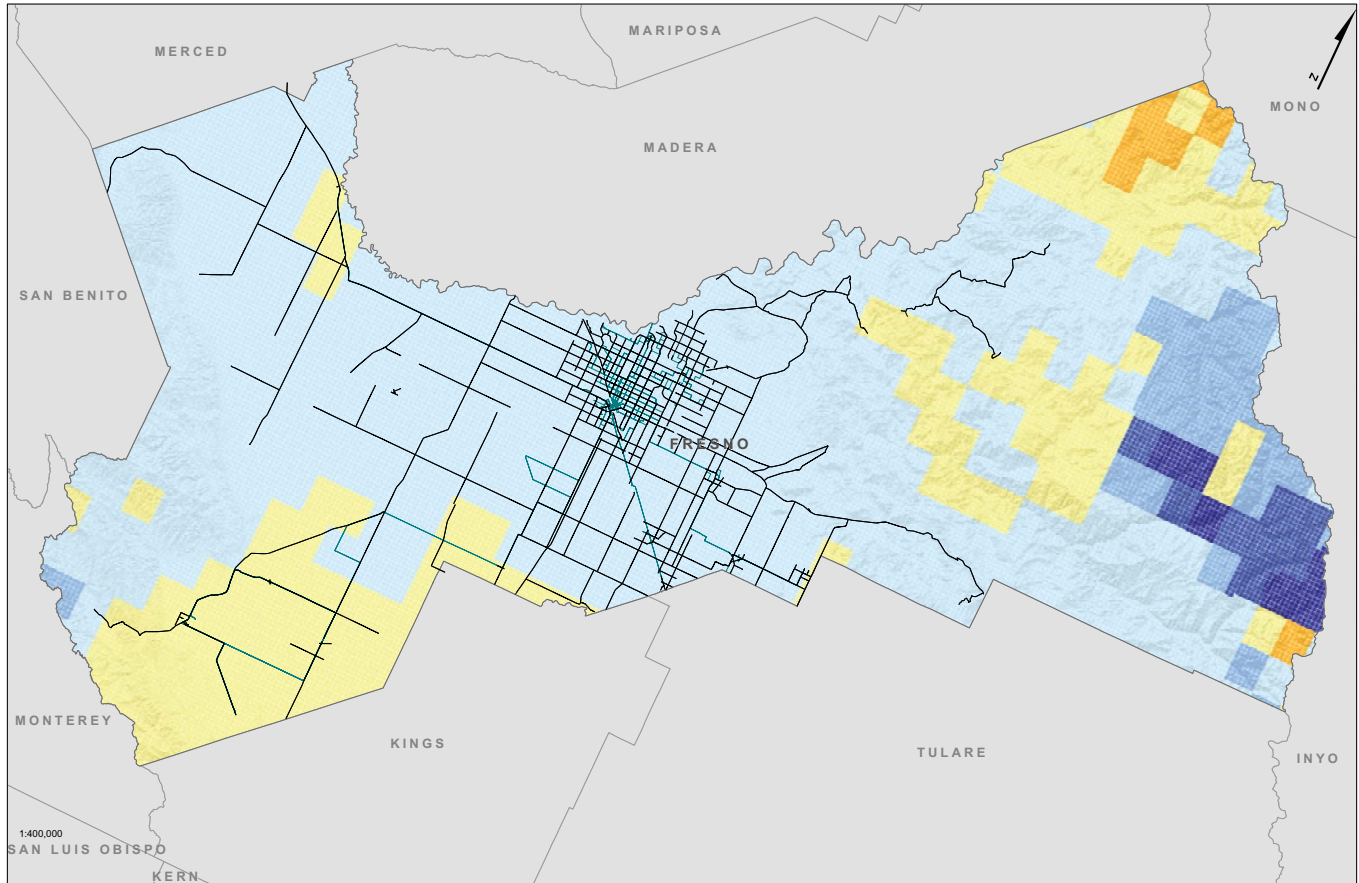 MARIPOSA
MERCED
N
MONO
MADERA
SAN BENITO
FRESNO
MONTEREY
KINGS
TULARE
INYO
1:400,000
SAN LUIS OBISPO
KERN